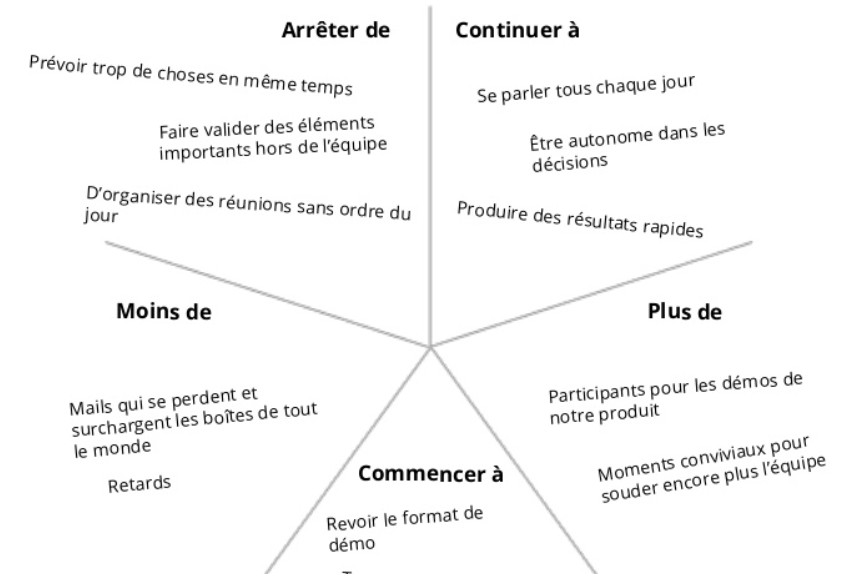 Arrêter de
Prévoir trop de choses en même temps
Faire valider des éléments
importants hors de l'équipe
D'organiser des réunions sans ordre du
jour
Continuer à
Se parler tous chaque jour
Être autonome dans les
décisions
Produire des résultats rapides
Moins de
Mails qui se perdent et
surchargent les boîtes de tout
le monde
Retards
Plus de
Participants pour les démos de
notre produit
Moments conviviaux pour
souder encore plus l'équipe
Commencer à
Revoir le format de
démo